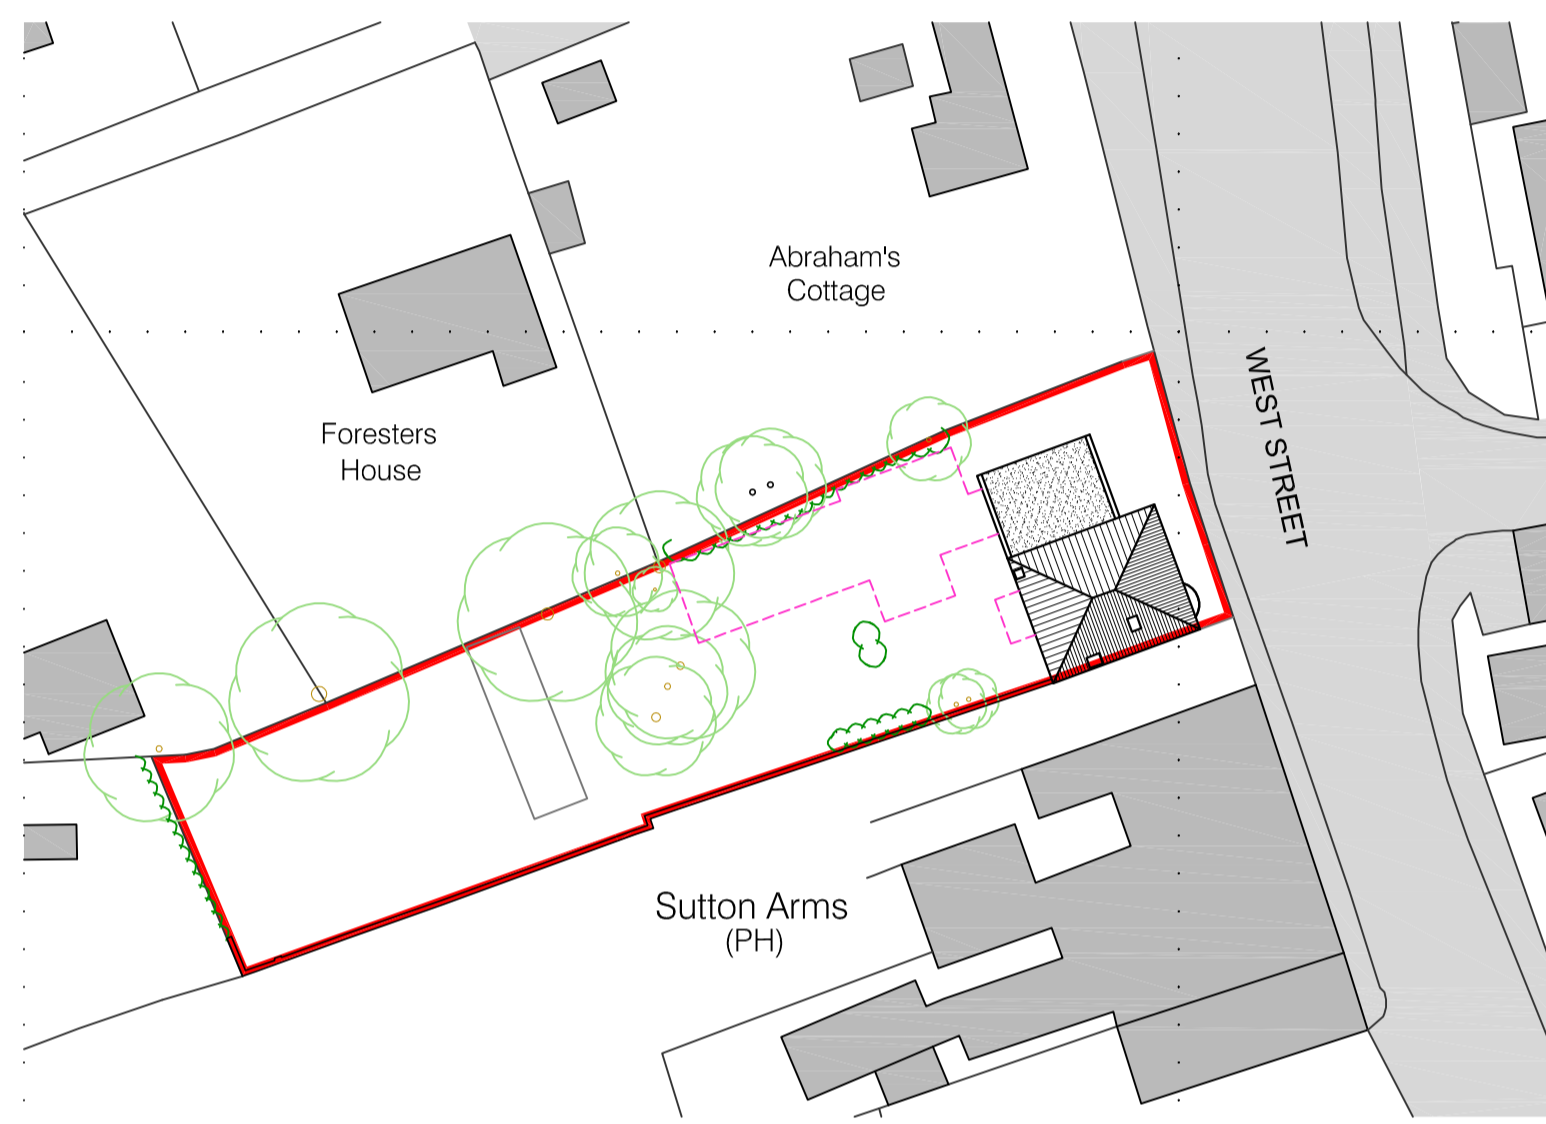 Abraham's
Cottage
WEST STREET
Foresters
House
Sutton Arms
(PH)